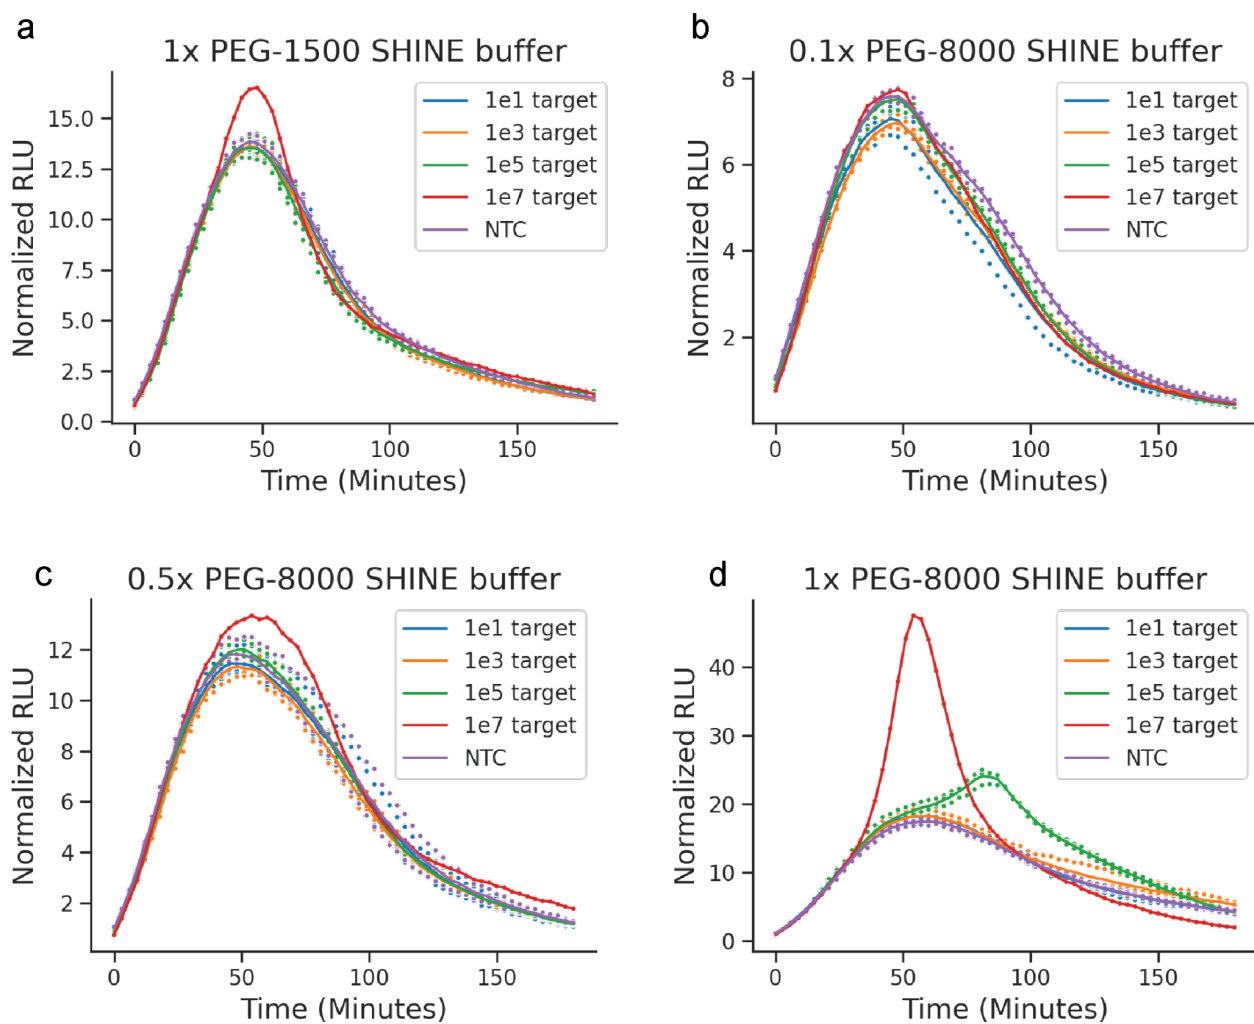 a
1x PEG-1500 SHINE buffer
Normalized RLU
15.0
12.5
10.0
7.5
5.0
2.5
0.0
1e1 target
1e3 target
1e5 target
1e7 target
NTC
0
50
100
150
Time (Minutes)
b
0.1x PEG-8000 SHINE buffer
Normalized RLU
8
6
4
2
1e1 target
1e3 target
1e5 target
1e7 target
NTC
0
50
100
150
Time (Minutes)
c
0.5x PEG-8000 SHINE buffer
Normalized RLU
12
10
8
6
4
2
1e1 target
1e3 target
1e5 target
1e7 target
NTC
0
50
100
150
Time (Minutes)
d
1x PEG-8000 SHINE buffer
Normalized RLU
40
30
20
10
0
1e1 target
1e3 target
1e5 target
1e7 target
NTC
0
50
100
150
Time (Minutes)